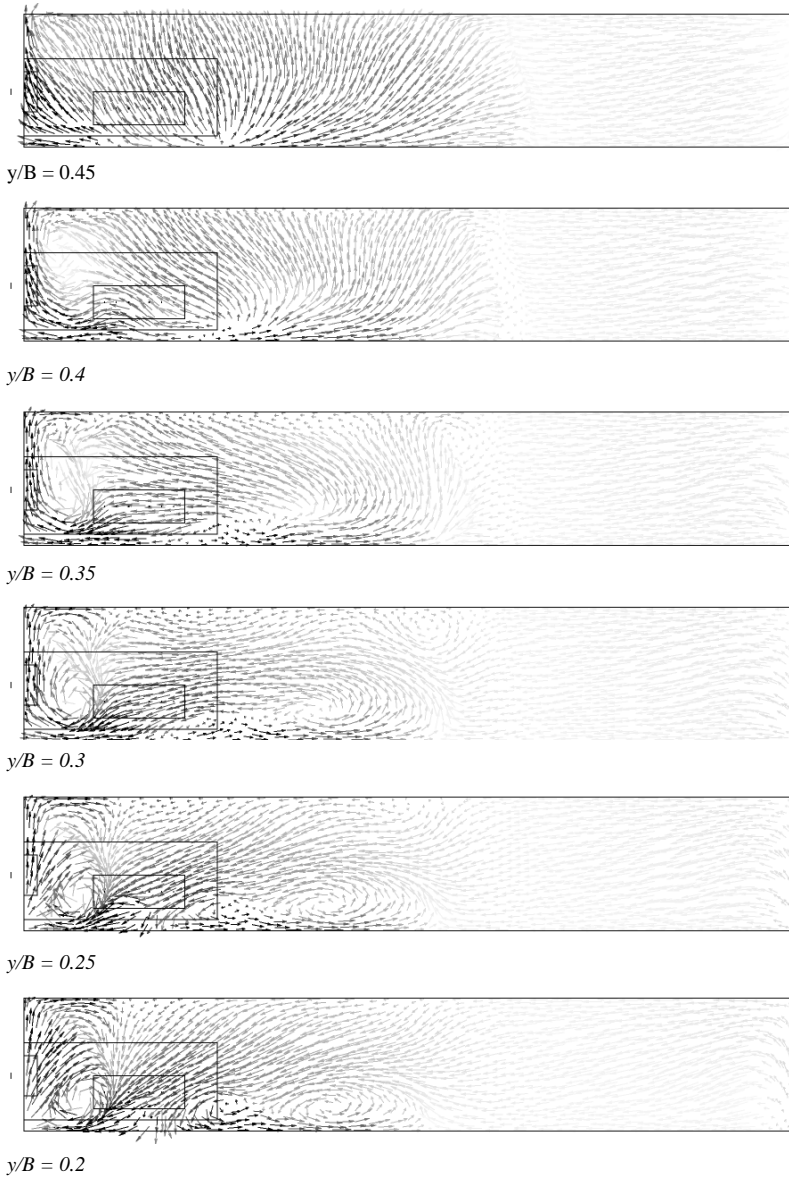 y/B = 0.45
y/B = 0.4
y/B = 0.35
y/B = 0.3
y/B = 0.25
y/B = 0.2